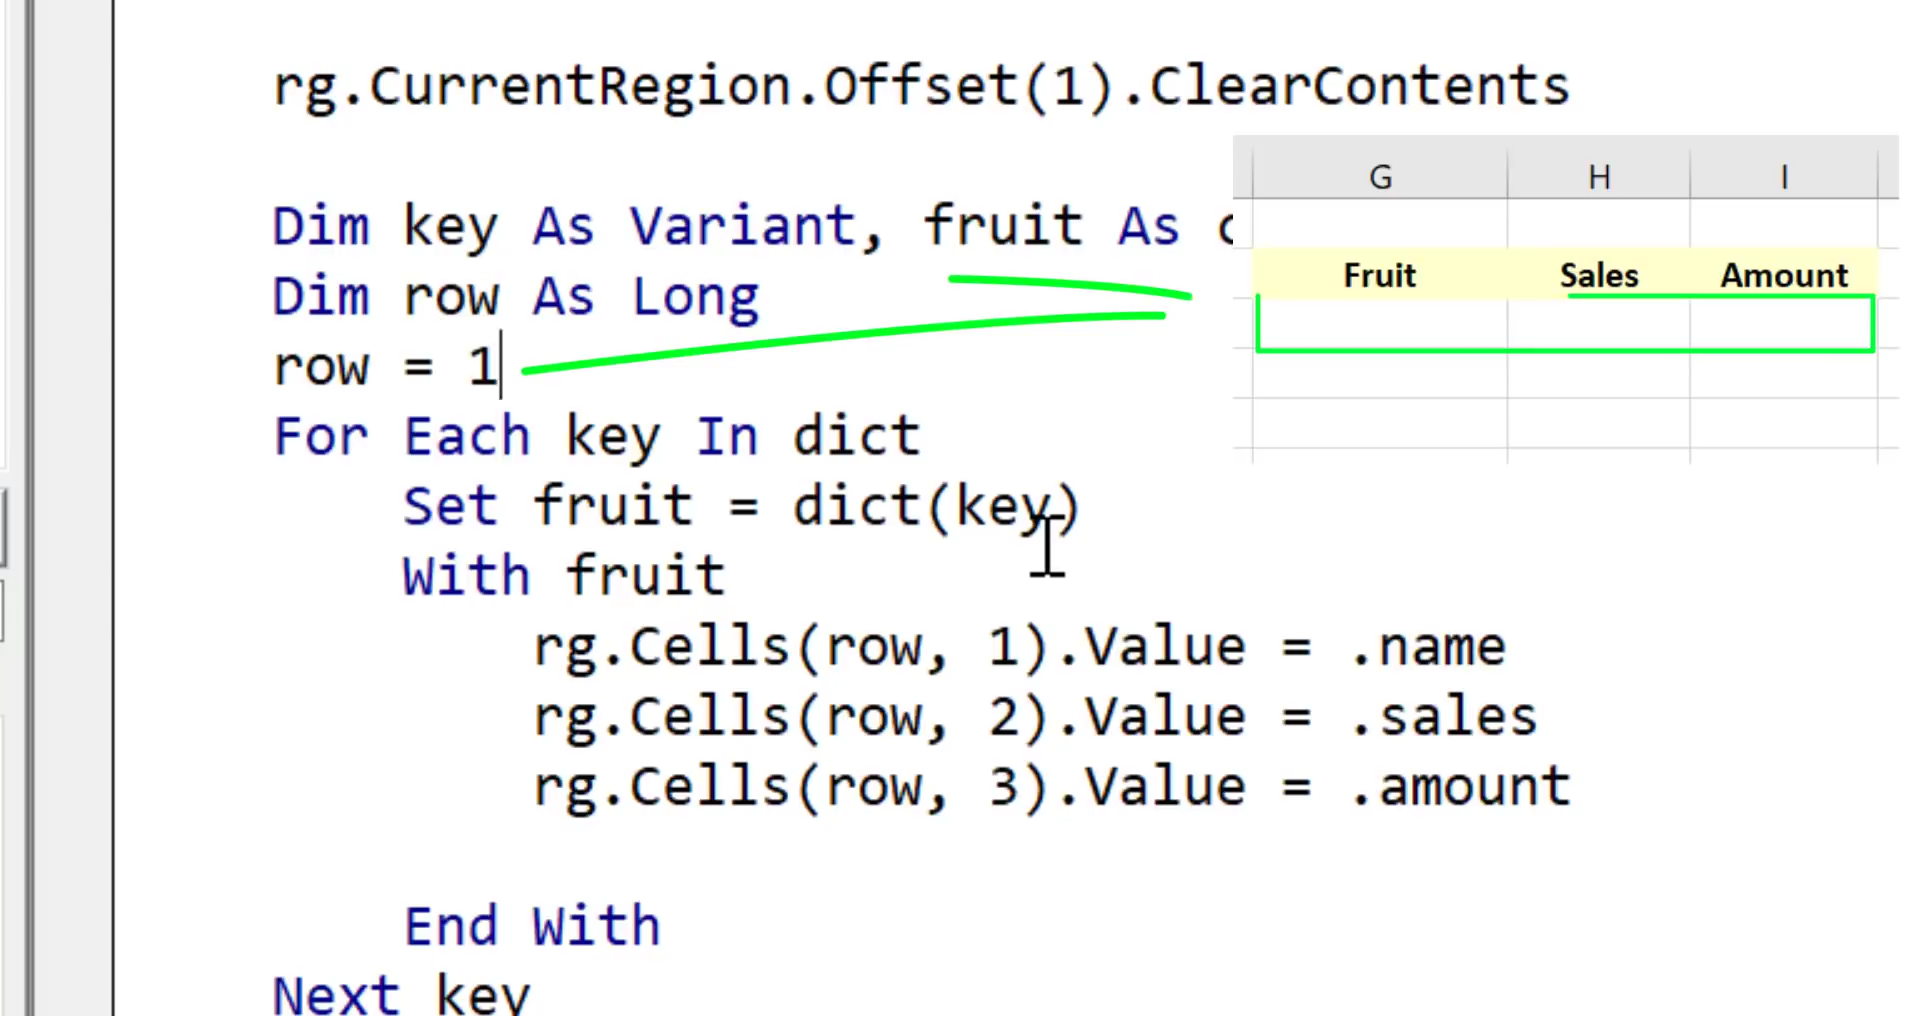 rg.CurrentRegion.Offset(1).ClearContents
G H I
Dim key As Variant, fruit As
Fruit Sales Amount
Dim row As Long
row = 1
For Each key In dict
Set fruit = dict(key)
With fruit
rg.Cells(row, 1).Value = .name
rg.Cells(row, 2).Value = .sales
rg.Cells(row, 3).Value = .amount
End With
Next key